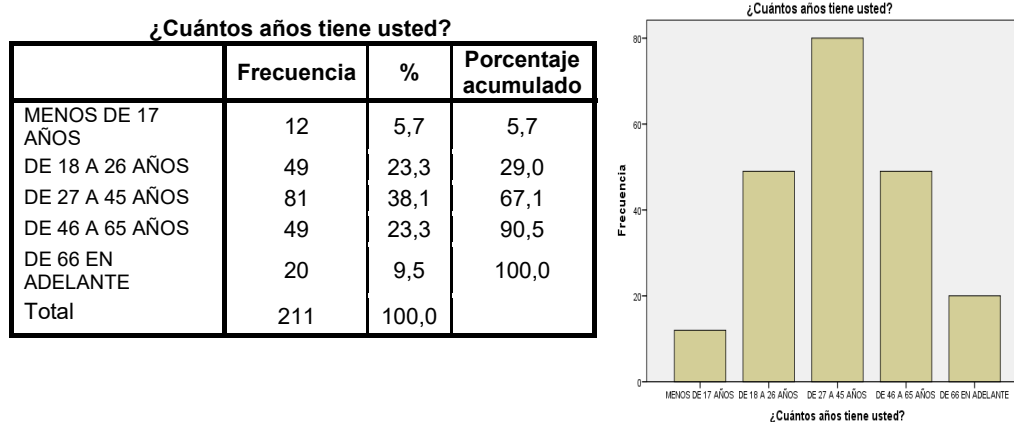 ¿Cuántos años tiene usted?
Frecuencia % Porcentaje
acumulado
MENOS DE 17
AÑOS 12 5,7 5,7
DE 18 A 26 AÑOS 49 23,3 29,0
DE 27 A 45 AÑOS 81 38,1 67,1
DE 46 A 65 AÑOS 49 23,3 90,5
DE 66 EN
ADELANTE 20 9,5 100,0
Total 211 100,0
¿Cuántos años tiene usted?
Frecuencia
80
60
40
20
0
MENOS DE 17 AÑOS DE 18 A 26 AÑOS DE 27 A 45 AÑOS DE 46 A 65 AÑOS DE 66 EN ADELANTE
¿Cuántos años tiene usted?